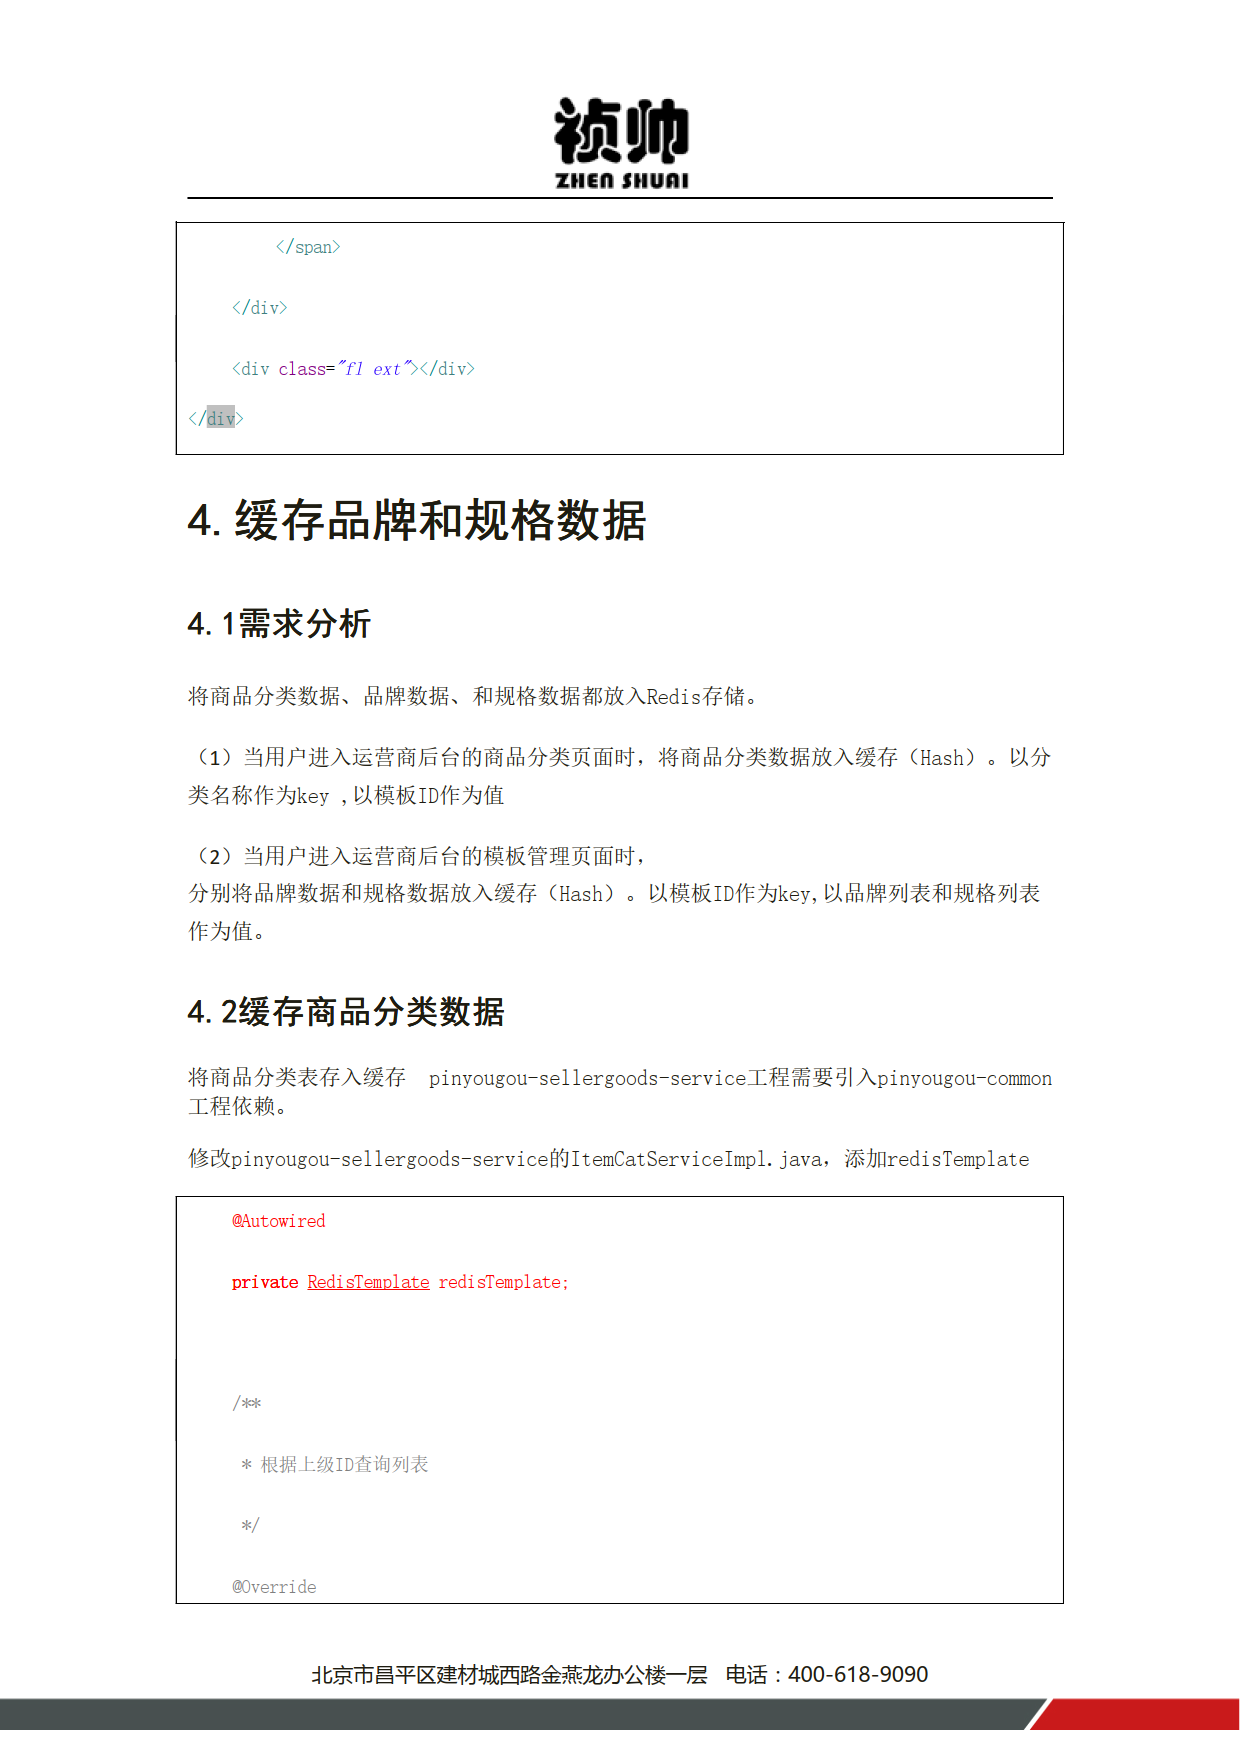 祯帅
ZHEN SHUAI
</span>
</div>
<div class="fl ext"></div>
</div>
4.缓存品牌和规格数据
4.1需求分析
将商品分类数据、品牌数据、和规格数据都放入Redis存储。
（1）当用户进入运营商后台的商品分类页面时，将商品分类数据放入缓存（Hash）。以分
类名称作为key ,以模板ID作为值
（2）当用户进入运营商后台的模板管理页面时，
分别将品牌数据和规格数据放入缓存（Hash）。以模板ID作为key,以品牌列表和规格列表
作为值。
4.2缓存商品分类数据
将商品分类表存入缓存  pinyougou-sellergoods-service工程需要引入pinyougou-common
工程依赖。
修改pinyougou-sellergoods-service的ItemCatServiceImpl.java，添加redisTemplate
@Autowired
private RedisTemplate redisTemplate;
/**
* 根据上级ID查询列表
*/
@Override
北京市昌平区建材城西路金燕龙办公楼一层  电话：400-618-9090